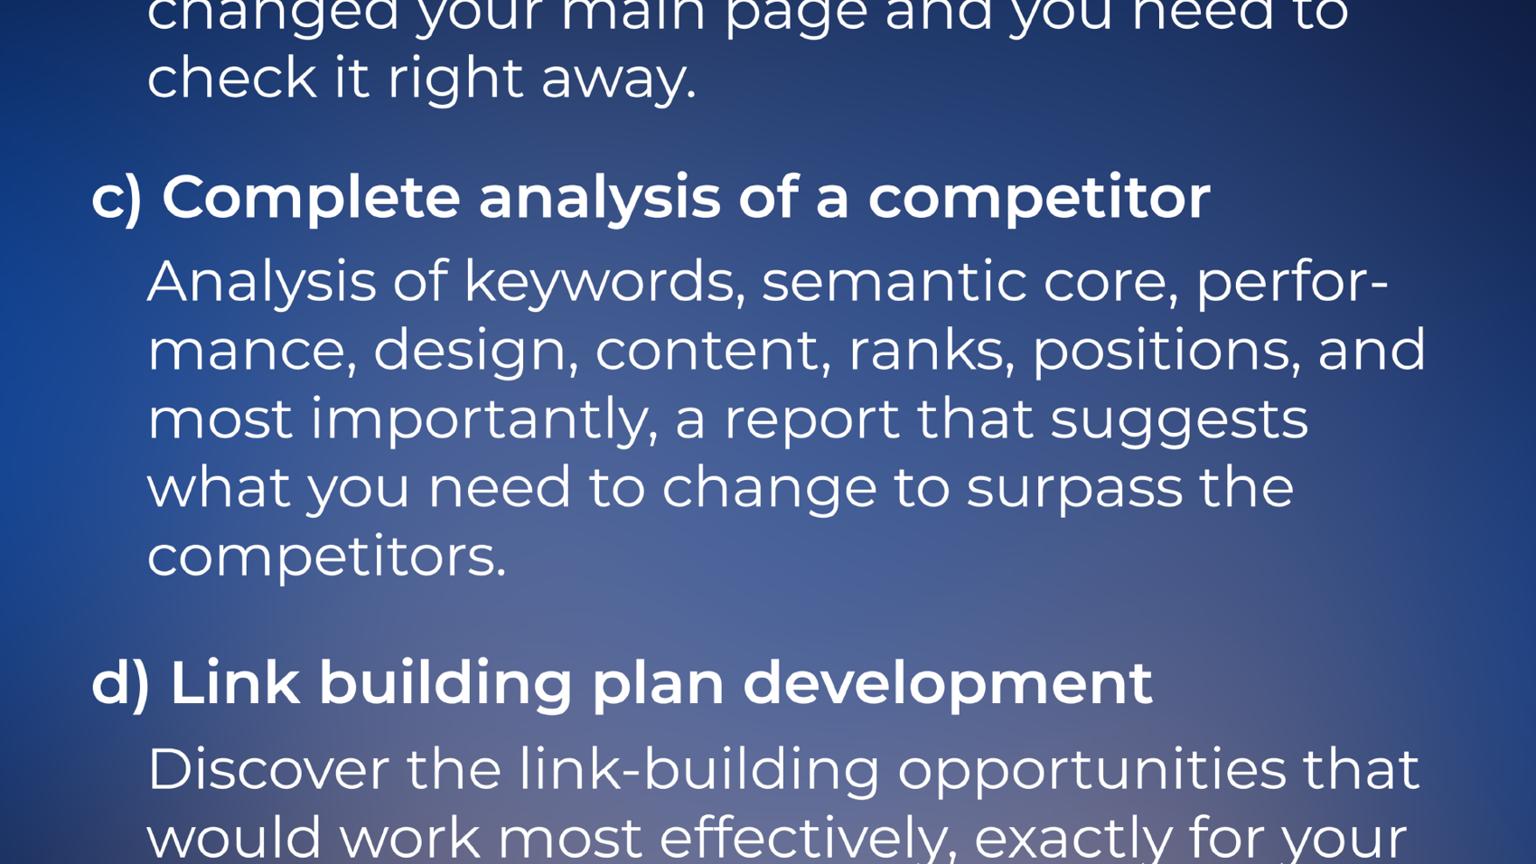 changed your main page and you need to
check it right away.
c) Complete analysis of a competitor
Analysis of keywords, semantic core, perfor-
mance, design, content, ranks, positions, and
most importantly, a report that suggests
what you need to change to surpass the
competitors.
d) Link building plan development
Discover the link-building opportunities that
would work most effectively, exactly for your